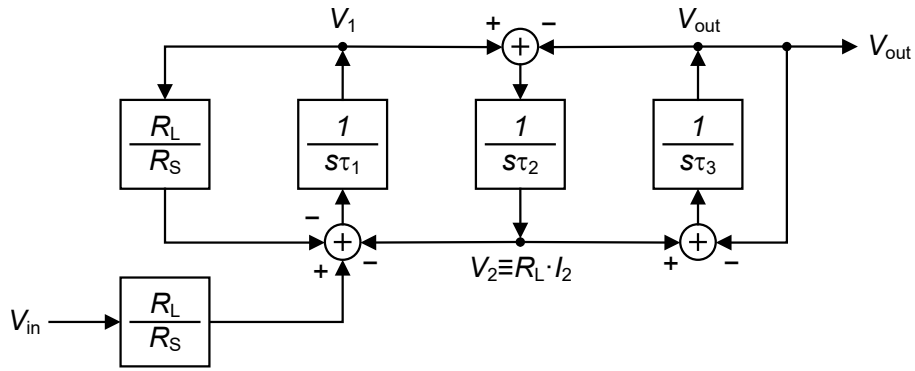 V1
+
−
Vout
Vout
+
RL
RS
1
sτ1
1
sτ2
1
sτ3
−
+
−
+
+
−
+
V2≡RL·I2
Vin
RL
RS